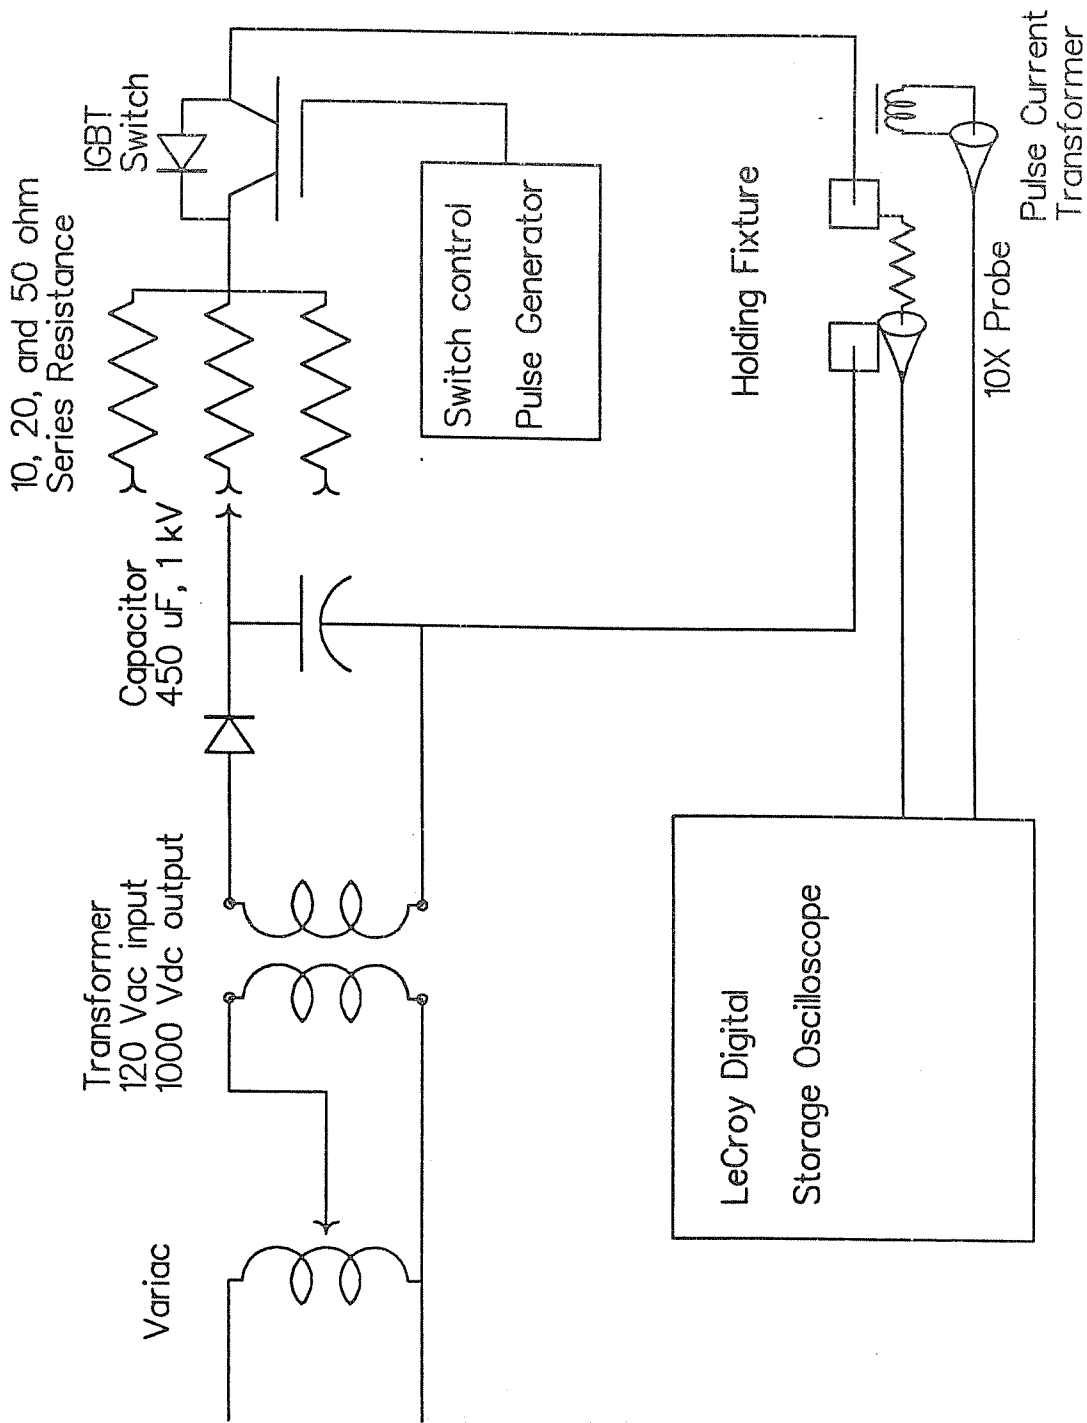 Variac
Transformer
120 Vac input
1000 Vdc output
Capacitor
450 uF, 1 kV
10, 20, and 50 ohm
Series Resistance
IGBT
Switch
Switch control
Pulse Generator
Holding Fixture
LeCroy Digital
Storage Oscilloscope
10X Probe
Pulse Current
Transformer